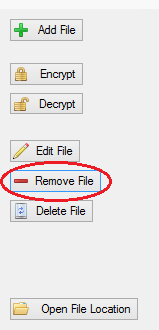 Add File
Encrypt
Decrypt
Edit File
Remove File
Delete File
Open File Location